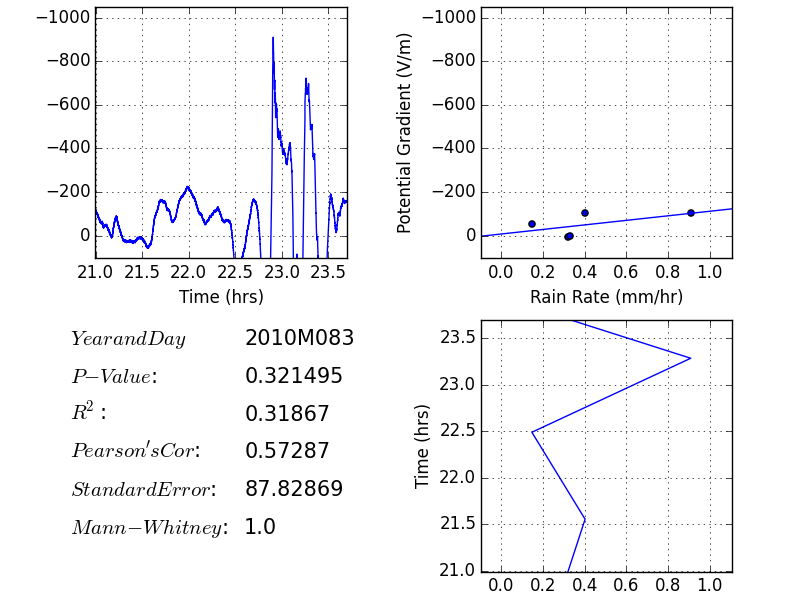 −1000
−800
−600
−400
−200
0
21.0 21.5 22.0 22.5 23.0 23.5
Time (hrs)
Potential Gradient (V/m)
−1000
−800
−600
−400
−200
0
0.0 0.2 0.4 0.6 0.8 1.0
Rain Rate (mm/hr)
YearandDay 2010M083
P−Value: 0.321495
R²: 0.31867
Pearson′sCor: 0.57287
StandardError: 87.82869
Mann−Whitney: 1.0
Time (hrs)
23.5
23.0
22.5
22.0
21.5
21.0
0.0 0.2 0.4 0.6 0.8 1.0